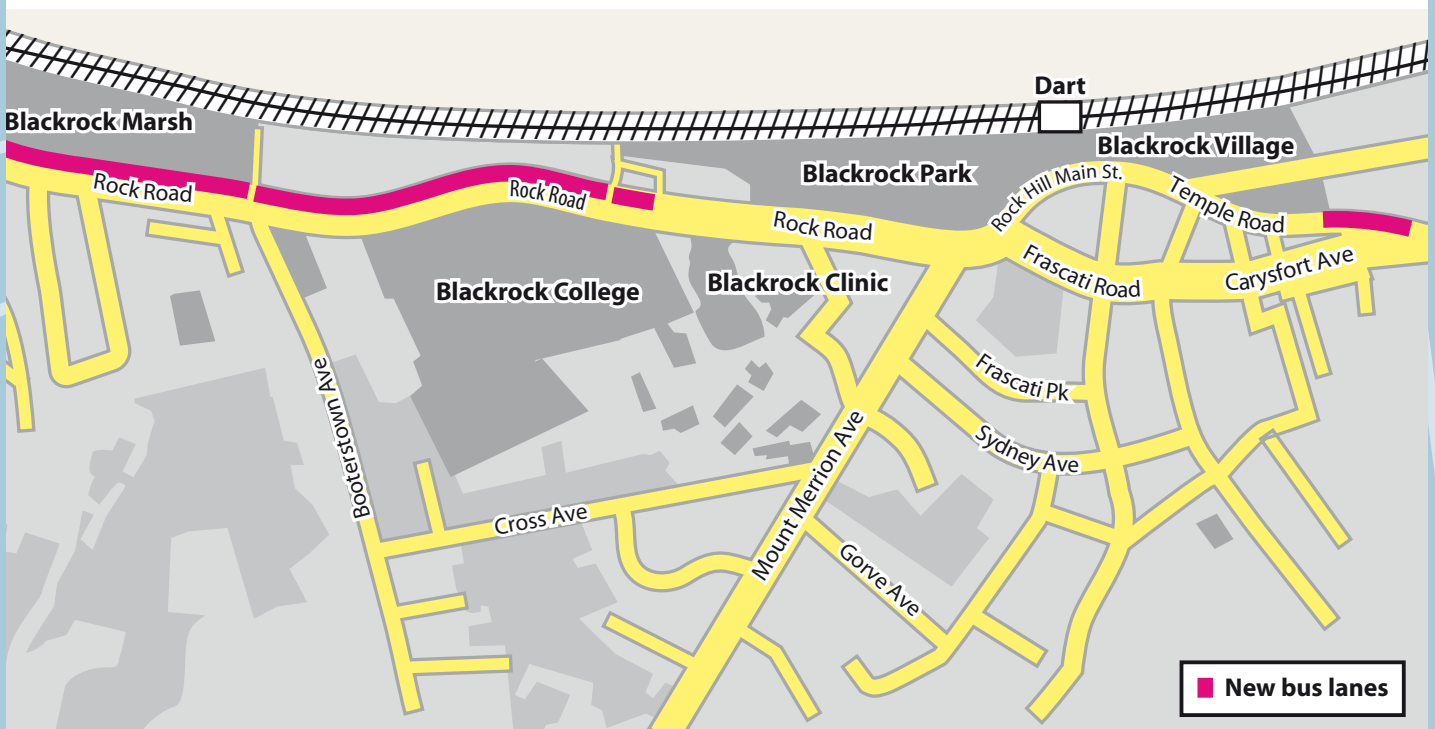 Dart
Blackrock Marsh
Blackrock Village
Blackrock Park
Rock Hill Main St.
Rock Road
Rock Road
Temple Road
Rock Road
Frascati Road
Carysfort Ave
Blackrock College
Blackrock Clinic
Frascati Pk
Booterstown Ave
Sydney Ave
Mount Merrion Ave
Cross Ave
Gorve Ave
New bus lanes